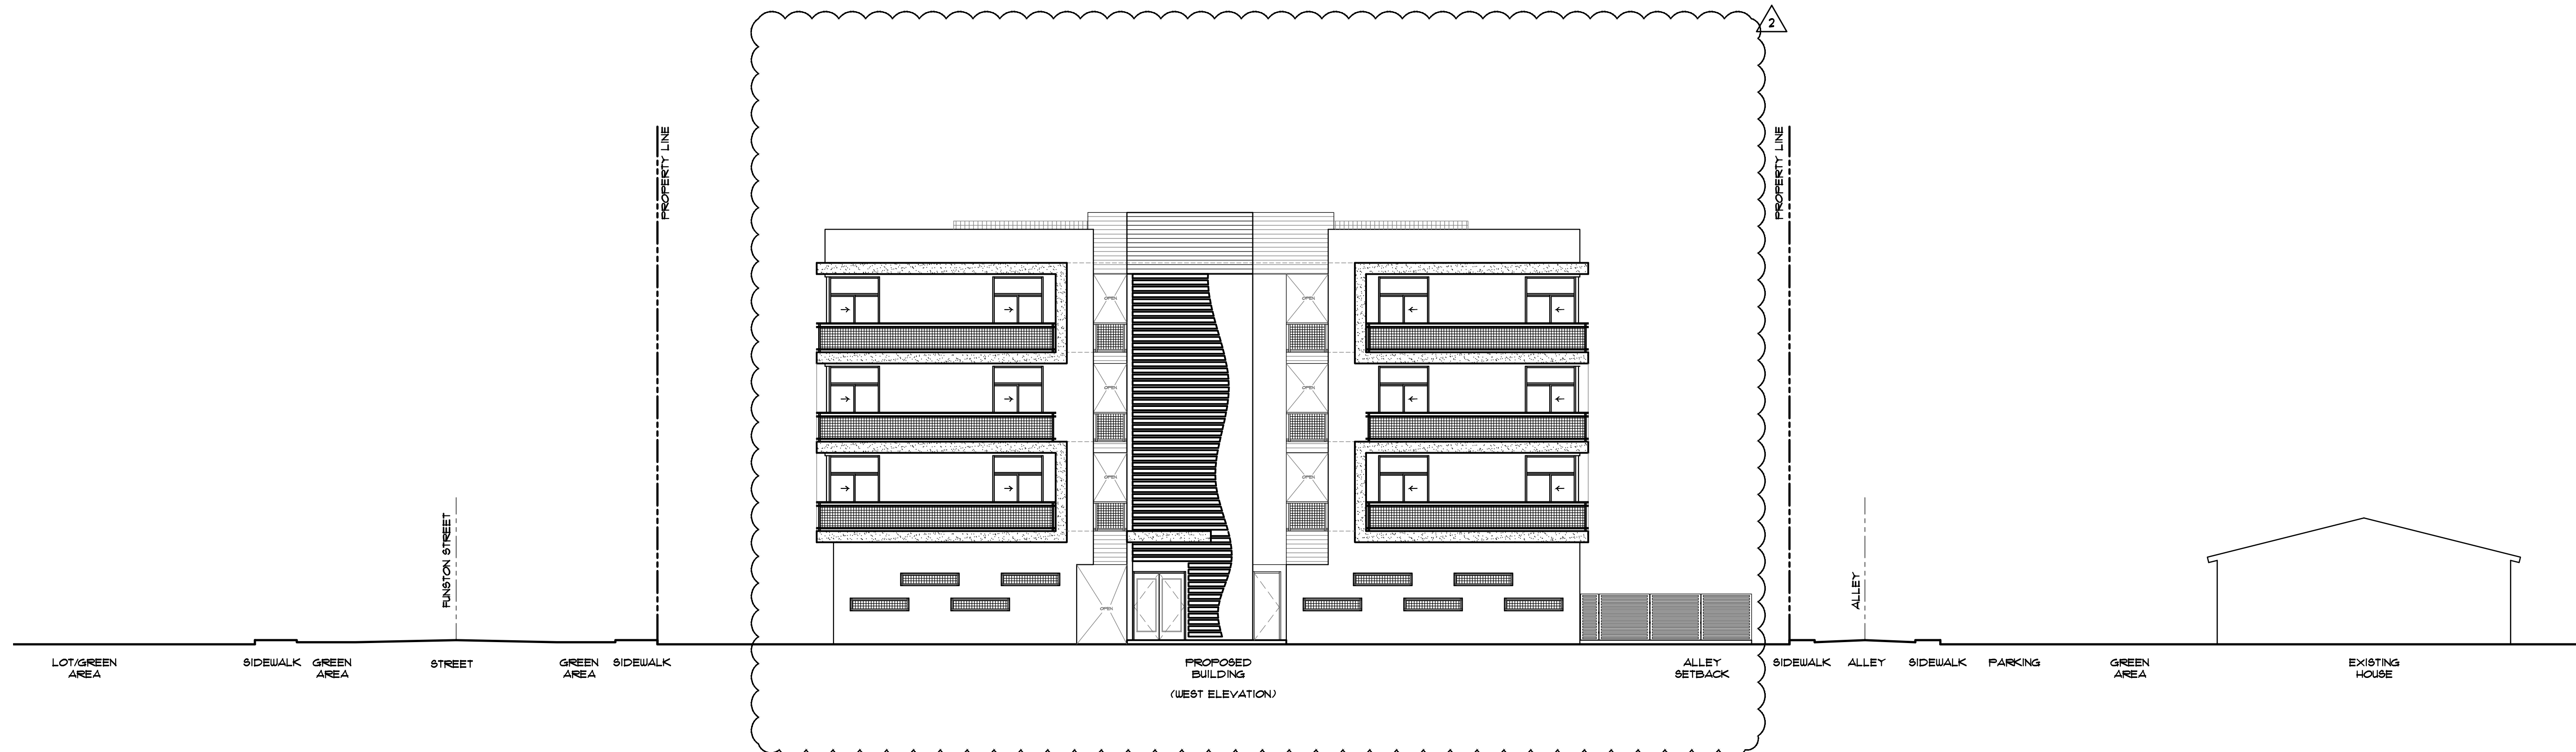 2
PROPERTY LINE
PROPERTY LINE
OPEN
OPEN
OPEN
OPEN
OPEN
OPEN
OPEN
FUNSTON STREET
ALLEY
LOT/GREEN
AREA
SIDEWALK
GREEN
AREA
STREET
GREEN
AREA
SIDEWALK
PROPOSED
BUILDING
(WEST ELEVATION)
ALLEY
SETBACK
SIDEWALK
ALLEY
SIDEWALK
PARKING
GREEN
AREA
EXISTING
HOUSE